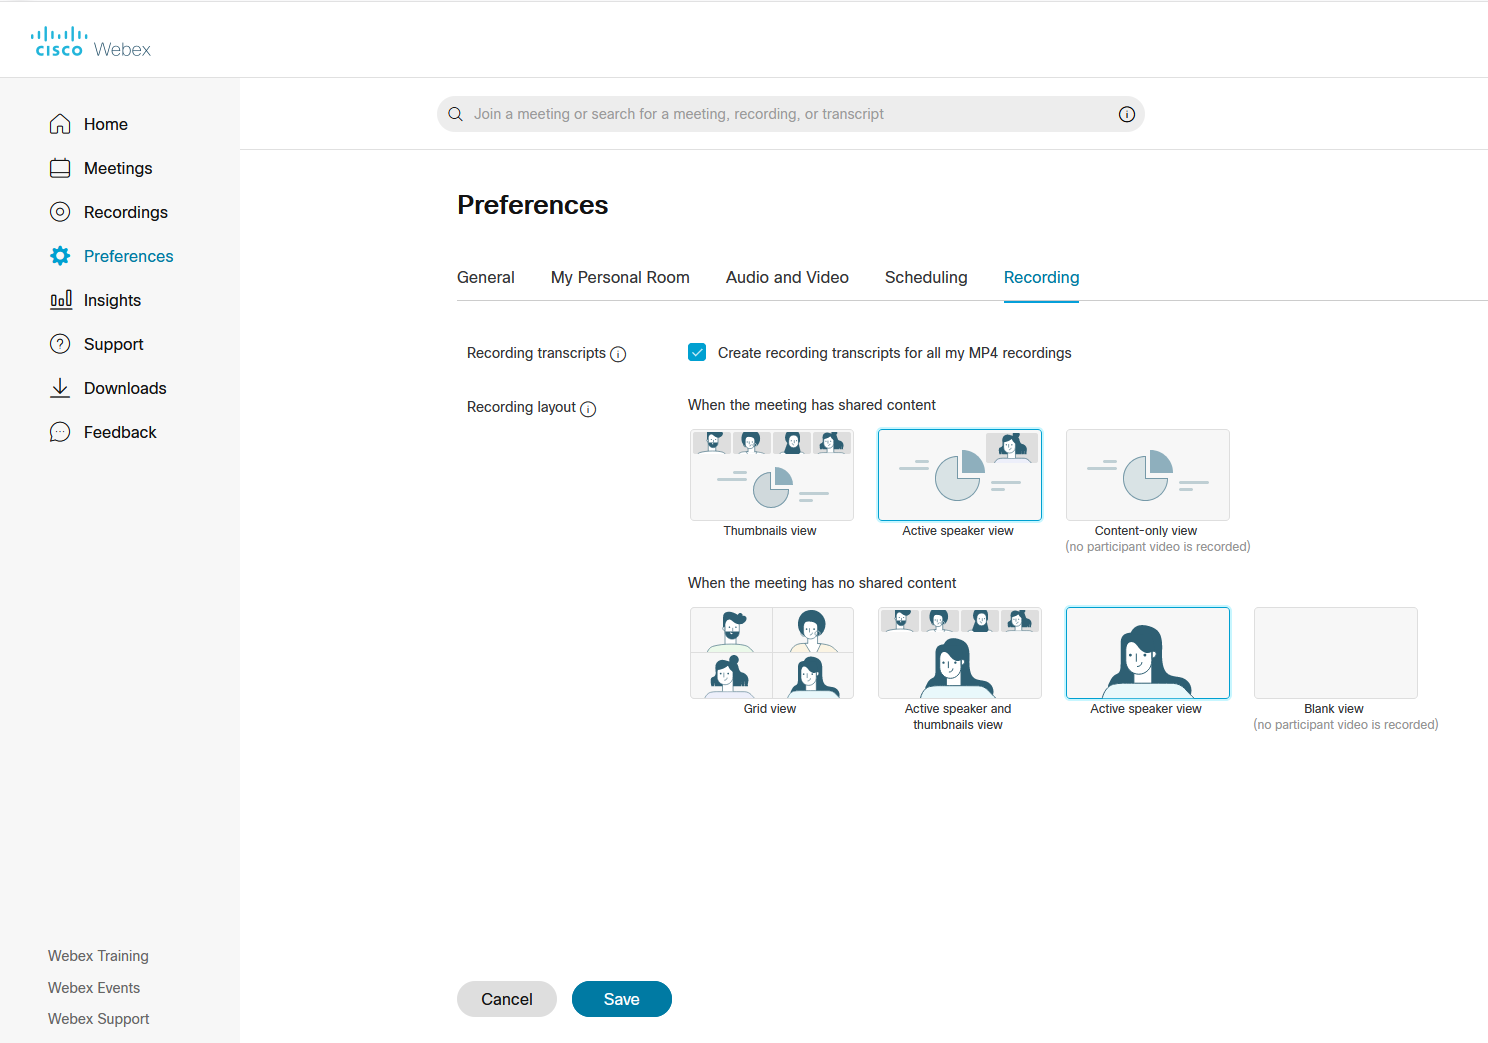 CISCO Webex
Join a meeting or search for a meeting, recording, or transcript
Home
Meetings
Recordings
Preferences
Insights
Support
Downloads
Feedback
Webex Training
Webex Events
Webex Support
Preferences
General My Personal Room Audio and Video Scheduling Recording
Recording transcripts Create recording transcripts for all my MP4 recordings
Recording layout When the meeting has shared content
Thumbnails view Active speaker view Content-only view
(no participant video is recorded)
When the meeting has no shared content
Grid view Active speaker and Active speaker view Blank view
thumbnails view (no participant video is recorded)
Cancel Save